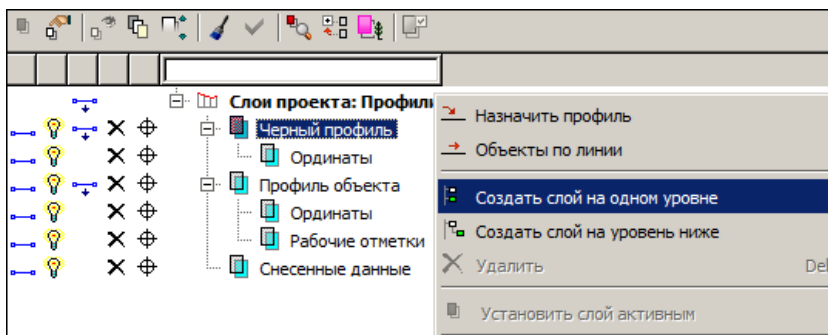 Слои проекта: Профили
Черный профиль
Ординаты
Профиль объекта
Ординаты
Рабочие отметки
Снесенные данные
Назначить профиль
Объекты по линии
Создать слой на одном уровне
Создать слой на уровень ниже
Удалить Del
Установить слой активным